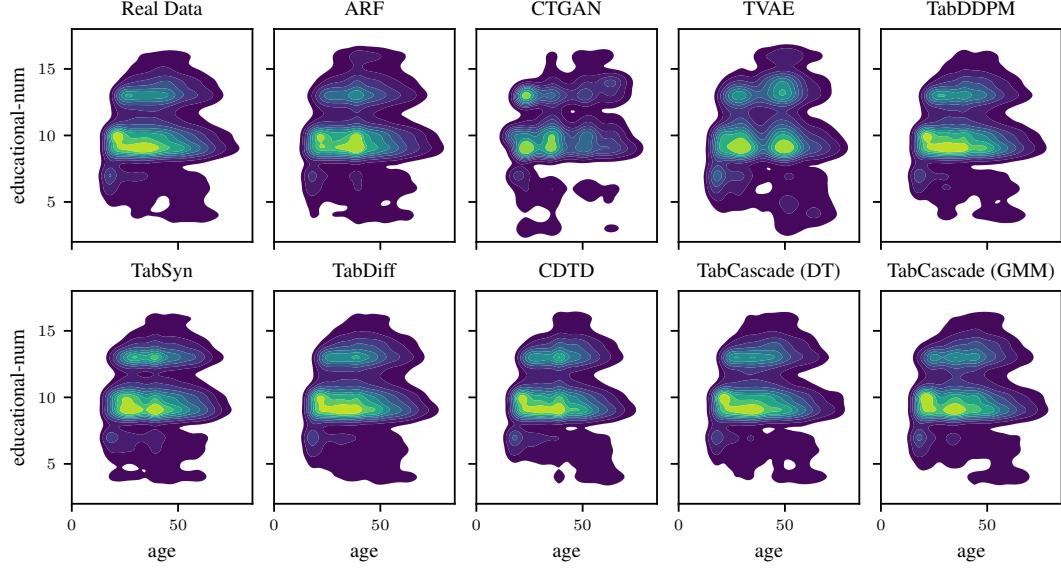 Real Data ARF CTGAN TVAE TabDDPM
15
10
5
educational-num
TabSyn TabDiff CDTD TabCascade (DT) TabCascade (GMM)
15
10
5
educational-num
0 50 0 50 0 50 0 50 0 50
age age age age age